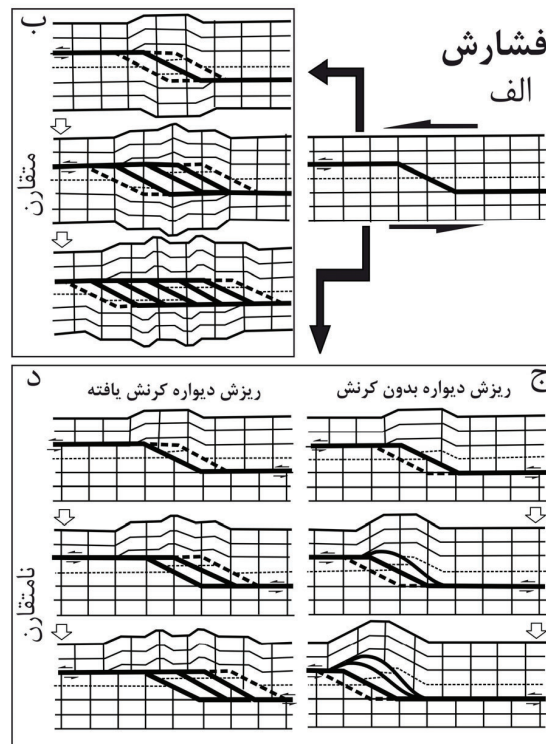 فشارش
الف
ب
متقارن
ج
ریزش دیواره بدون کرنش
د
ریزش دیواره کرنش یافته
نامتقارن